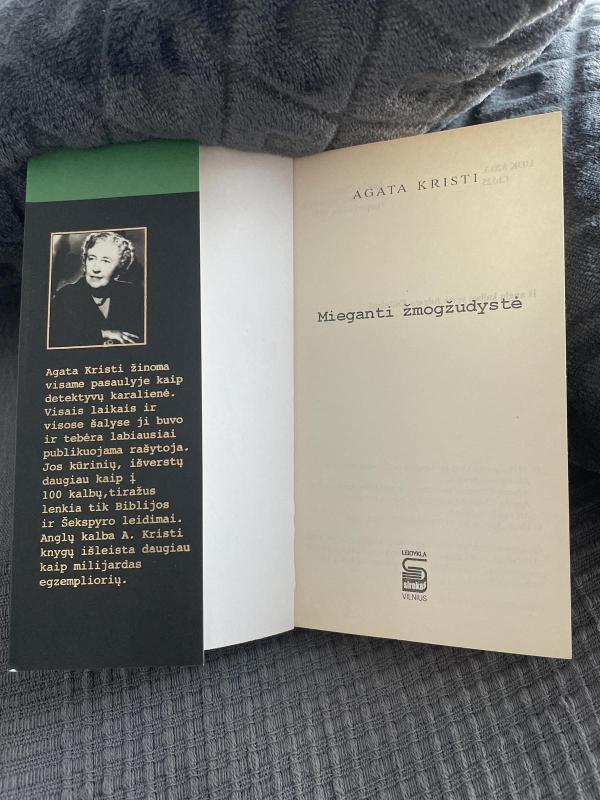 Agata Kristi žinoma
visame pasaulyje kaip
detektyvų karalienė.
Visais laikais ir
visose šalyse ji buvo
ir tebėra labiausiai
publikuojama rašytoja.
Jos kūrinių, išverstų
daugiau kaip į
100 kalbų,tiražus
lenkia tik Biblijos
ir Šekspyro leidimai.
Anglų kalba A. Kristi
knygų išleista daugiau
kaip milijardas
egzempliorių.
AGATA KRISTI
Mieganti žmogžudystė
LEIDYKLA
sirokas
VILNIUS